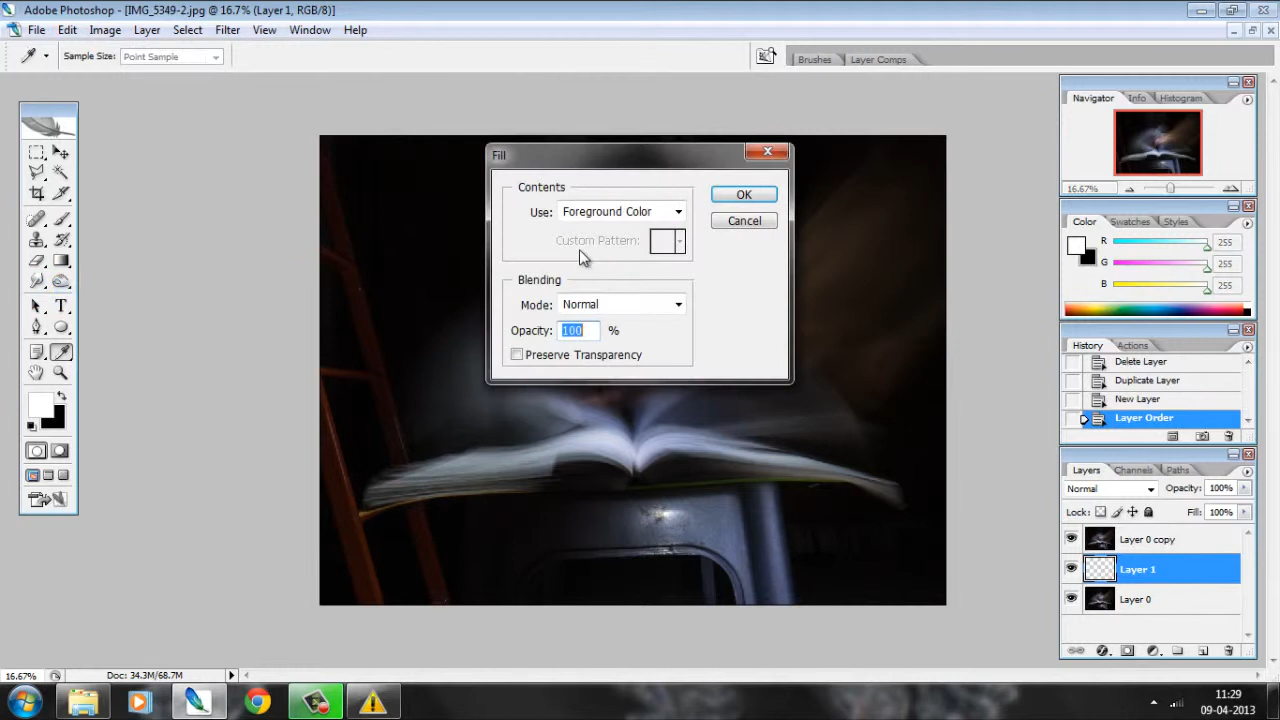 Adobe Photoshop - [IMG_5349-2.jpg @ 16.7% (Layer 1, RGB/8)]
File Edit Image Layer Select Filter View Window Help
Sample Size: Point Sample
Brushes Layer Comps
Navigator Info Histogram
16.67%
Color Swatches Styles
R 255
G 255
B 255
History Actions
Delete Layer
Duplicate Layer
New Layer
Layer Order
Layers Channels Paths
Normal Opacity: 100%
Lock: Fill: 100%
Layer 0 copy
Layer 1
Layer 0
Fill
Contents
Use: Foreground Color
Custom Pattern:
Blending
Mode: Normal
Opacity: 100 %
Preserve Transparency
OK
Cancel
T
16.67% Doc: 34.3M/68.7M
11:29
09-04-2013